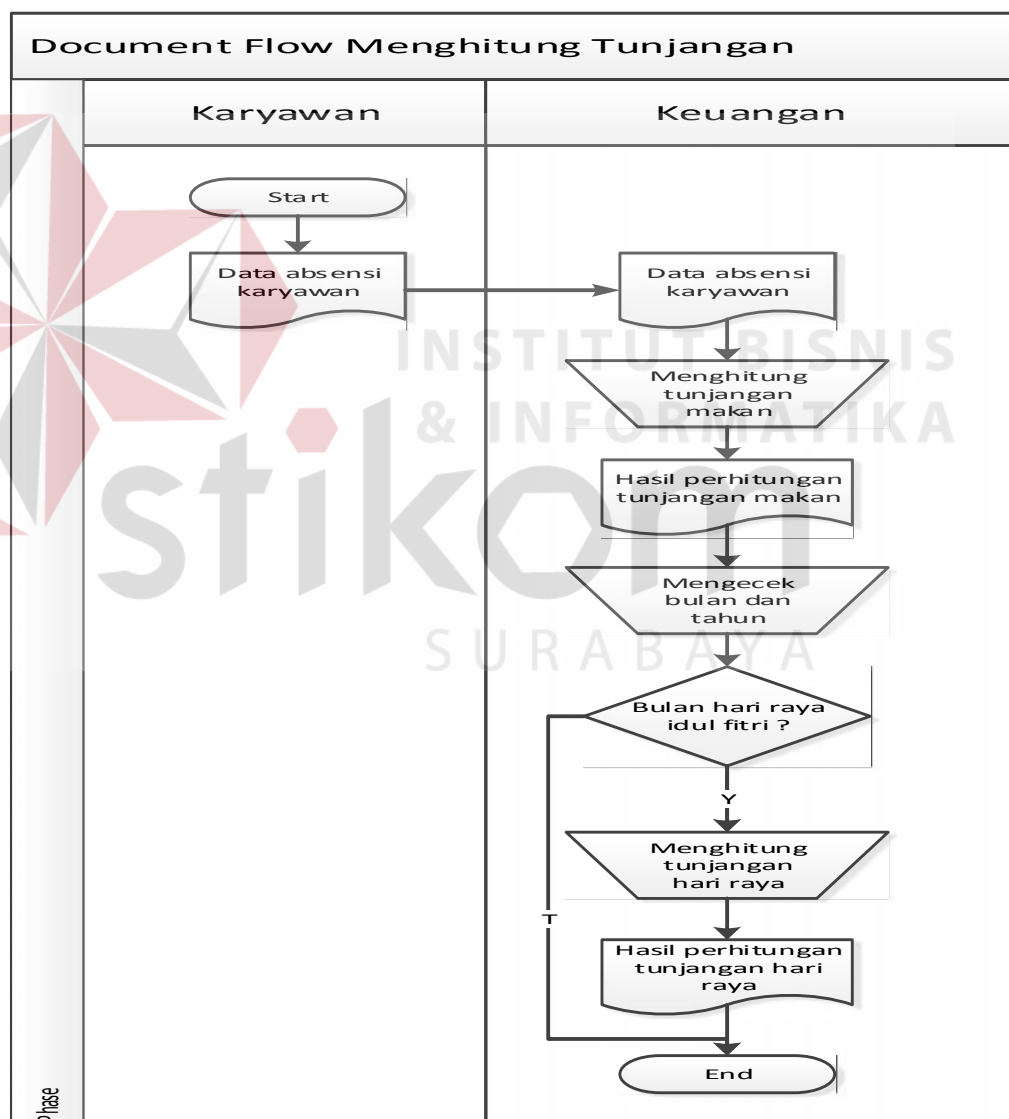 Document Flow Menghitung Tunjangan
Karyawan
Keuangan
Start
Data absensi
karyawan
Data absensi
karyawan
Menghitung
tunjangan
makan
Hasil perhitungan
tunjangan makan
Mengecek
bulan dan
tahun
Bulan hari raya
idul fitri ?
Y
Menghitung
tunjangan
hari raya
T
Hasil perhitungan
tunjangan hari
raya
End
Phase
INSTITUT BISNIS
& INFORMATIKA
stikom
SURABAYA